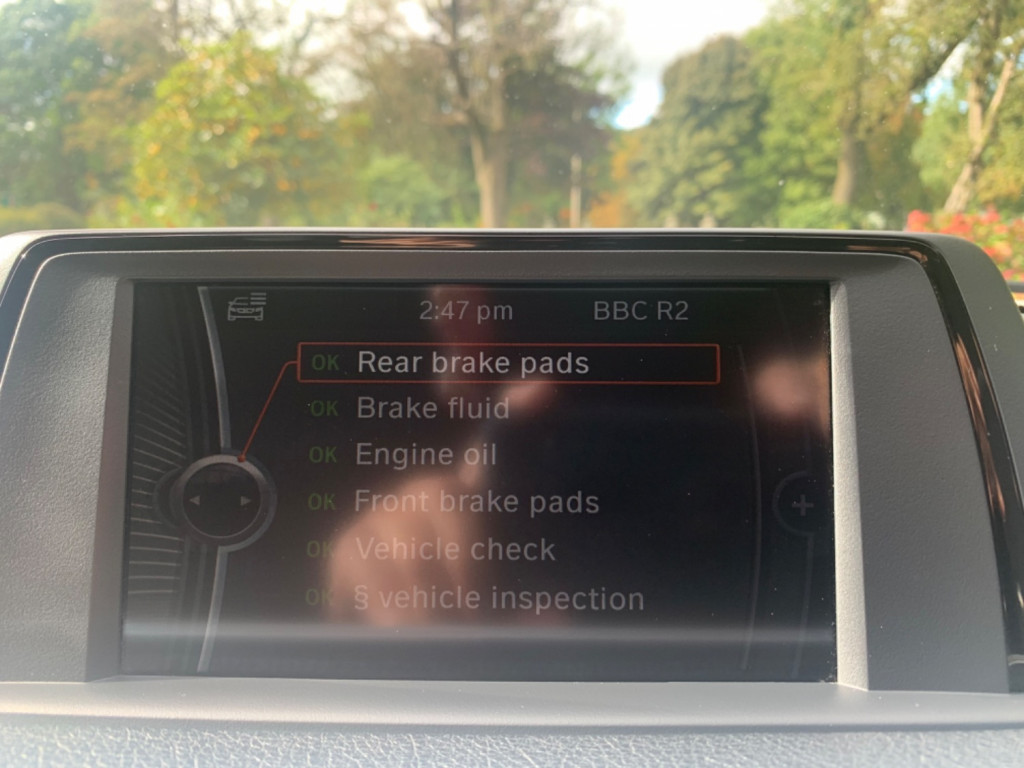 2:47 pm BBC R2
OK Rear brake pads
OK Brake fluid
OK Engine oil
OK Front brake pads
OK Vehicle check
OK § vehicle inspection